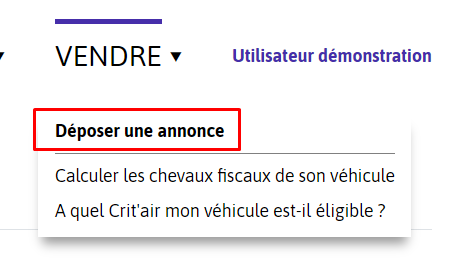 VENDRE ▼ Utilisateur démonstration
Déposer une annonce
Calculer les chevaux fiscaux de son véhicule
A quel Crit'air mon véhicule est-il éligible ?